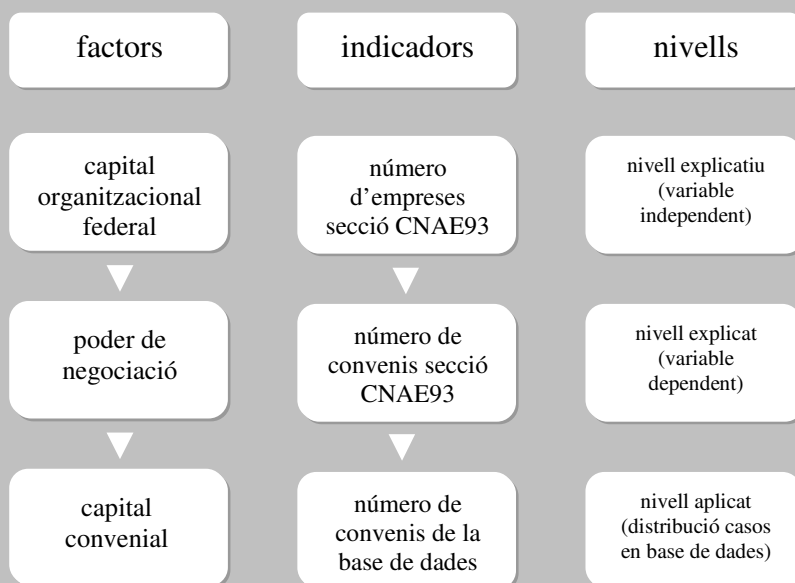 factors
indicadors
nivells
capital
organitzacional
federal
número
d’empreses
secció CNAE93
nivell explicatiu
(variable
independent)
poder de
negociació
número de
convenis secció
CNAE93
nivell explicat
(variable
dependent)
capital
convenial
número de
convenis de la
base de dades
nivell aplicat
(distribució casos
en base de dades)